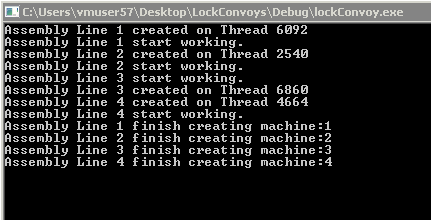 C:\Users\vmuser57\Desktop\LockConvoys\Debug\lockConvoy.exe
Assembly Line 1 created on Thread 6092
Assembly Line 1 start working.
Assembly Line 2 created on Thread 2540
Assembly Line 2 start working.
Assembly Line 3 start working.
Assembly Line 3 created on Thread 6860
Assembly Line 4 created on Thread 4664
Assembly Line 4 start working.
Assembly Line 1 finish creating machine:1
Assembly Line 2 finish creating machine:2
Assembly Line 3 finish creating machine:3
Assembly Line 4 finish creating machine:4